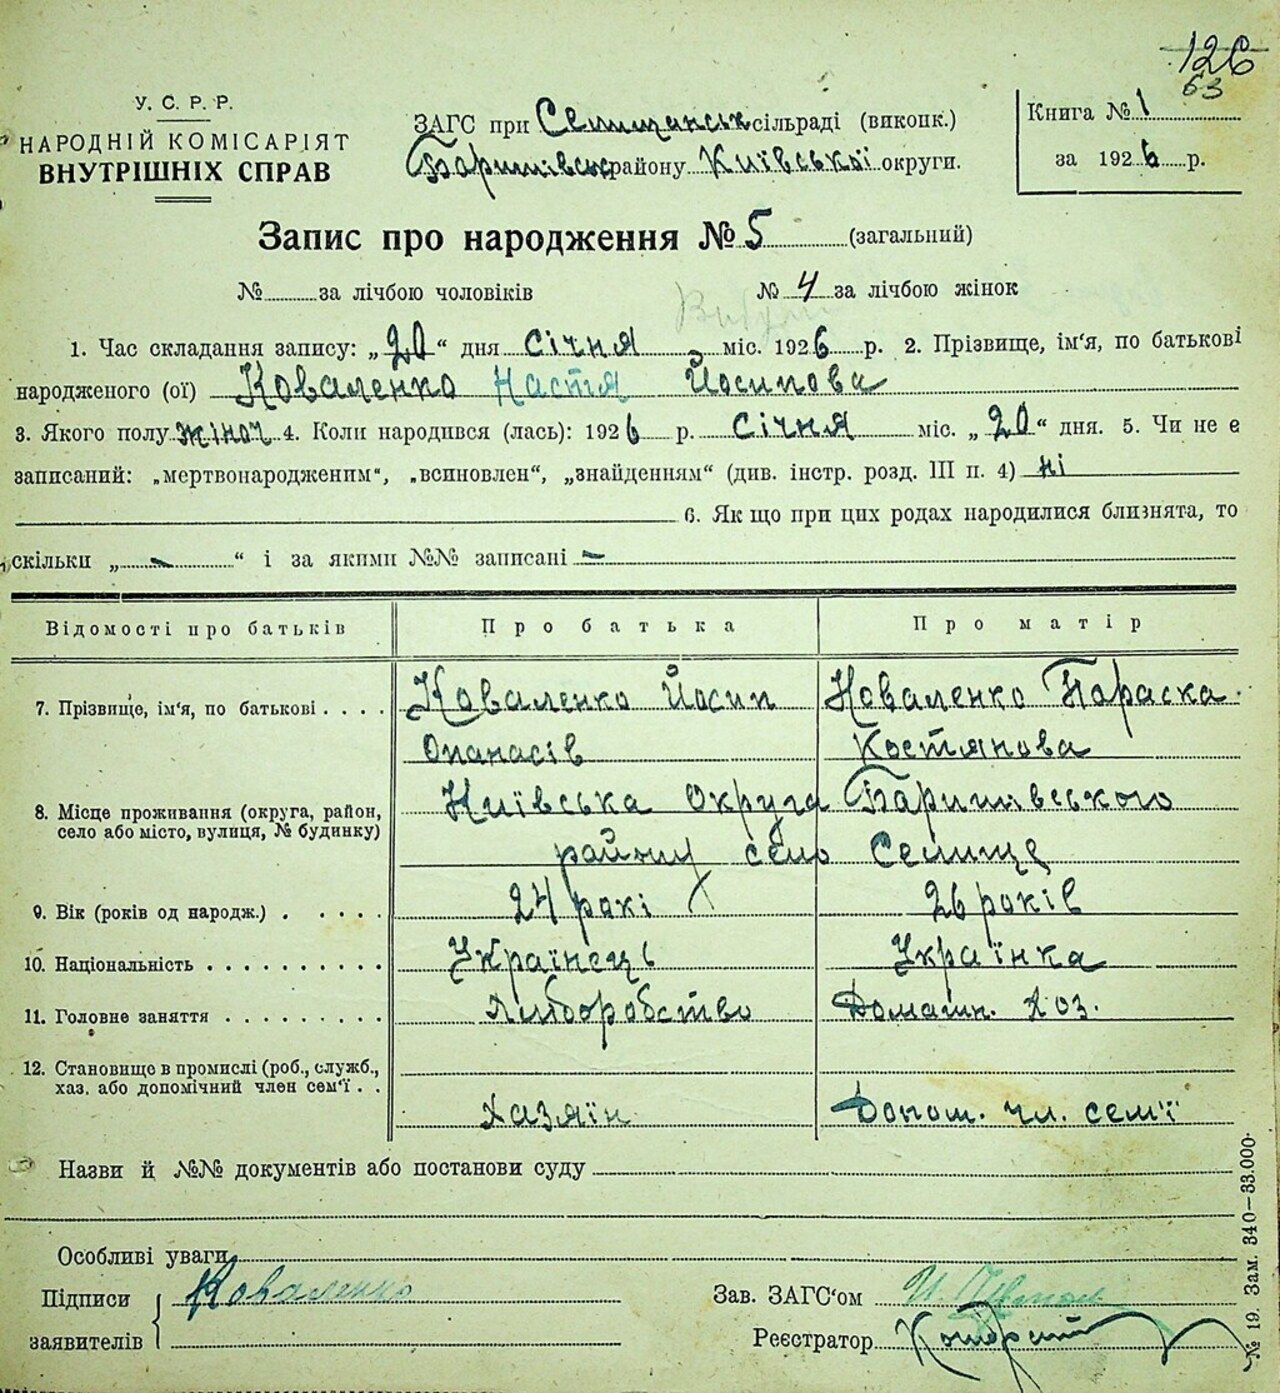 126
63
У. С. Р. Р.
НАРОДНІЙ КОМІСАРІЯТ
ВНУТРІШНІХ СПРАВ
ЗАГС при Селищанськ сільраді (виконк.)
Баришівськ району Київської округи.
Книга № 1
за 1926 р.
Запис про народження № 5 (загальний)
№ за лічбою чоловіків № 4 за лічбою жінок
1. Час складання запису: „20“ дня січня міс. 1926 р. 2. Прізвище, ім'я, по батькові
народженого (ої) Коваленко Настя Йосипова
3. Якого полу жіноч 4. Коли народився (лась): 1926 р. січня міс. „20“ дня. 5. Чи не є
записаний: „мертвонародженим“, „всиновлен“, „знайденням“ (див. інстр. розд. III п. 4) ні
6. Як що при цих родах народилися близнята, то
скільки „ — “ і за якими №№ записані —
Відомості про батьків Про батька Про матір
7. Прізвище, ім'я, по батькові . . . . Коваленко Йосип Коваленко Параска
Опанасів Костянова
8. Місце проживання (округа, район, Київська Округа Баришівського
село або місто, вулиця, № будинку) району село Селище
9. Вік (років од народж.) . . . . . 24 рокі 26 років
10. Національність . . . . . . . . . . Українець Українка
11. Головне заняття . . . . . . . . . Хліборобство Домашн. хоз.
12. Становище в промислі (роб., служб.,
хаз. або допомічний член сем'ї . . Хазяїн Допом. чл. сем'ї
Назви й №№ документів або постанови суду
Особливі уваги
Підписи Коваленко
заявителів
Зав. ЗАГС'ом
Реєстратор
№ 19. Зам. 340—33.000.